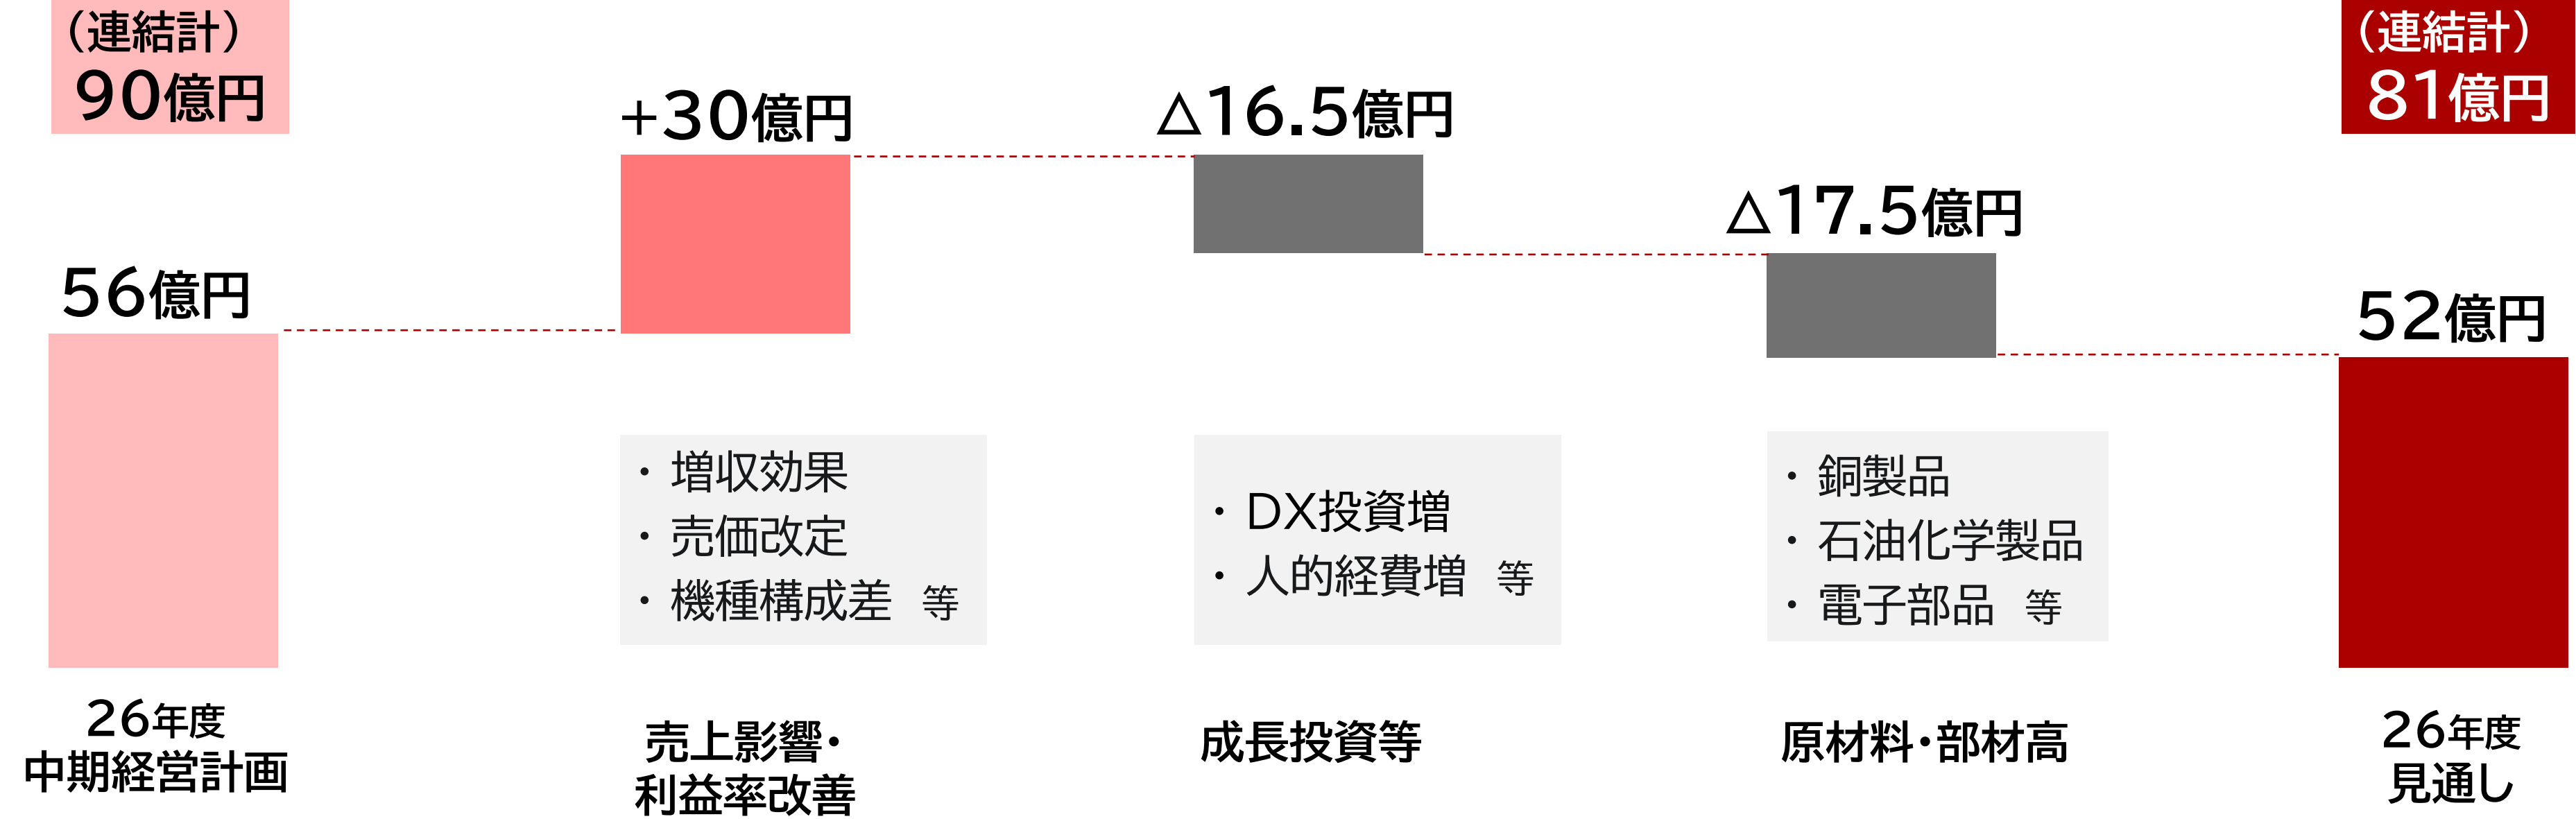 （連結計）
90億円
56億円
26年度
中期経営計画
+30億円
・ 増収効果
・ 売価改定
・ 機種構成差 等
売上影響・
利益率改善
△16.5億円
・ DX投資増
・ 人的経費増 等
成長投資等
△17.5億円
・ 銅製品
・ 石油化学製品
・ 電子部品 等
原材料・部材高
（連結計）
81億円
52億円
26年度
見通し